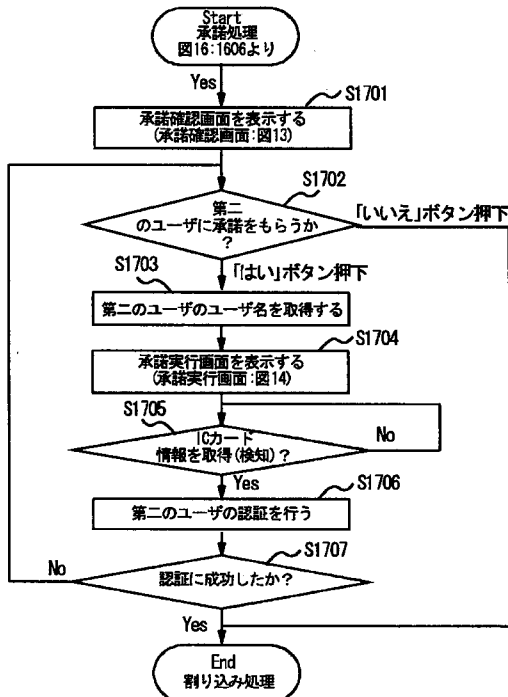 Start
承諾処理
図16:1606より
Yes
S1701
承諾確認画面を表示する
(承諾確認画面:図13)
S1702
第二
のユーザに承諾をもらうか
?
「いいえ」ボタン押下
S1703
「はい」ボタン押下
第二のユーザのユーザ名を取得する
S1704
承諾実行画面を表示する
(承諾実行画面:図14)
S1705
ICカード
情報を取得(検知)?
No
Yes
S1706
第二のユーザの認証を行う
S1707
No
認証に成功したか?
Yes
End
割り込み処理